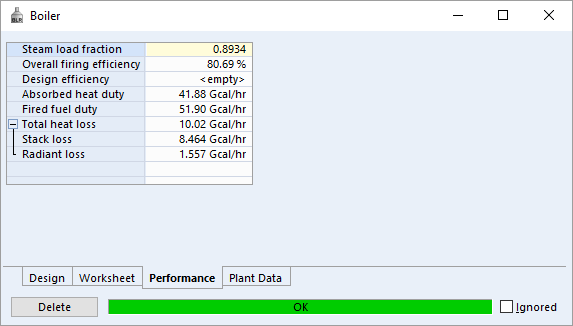 Boiler
Steam load fraction 0.8934
Overall firing efficiency 80.69 %
Design efficiency <empty>
Absorbed heat duty 41.88 Gcal/hr
Fired fuel duty 51.90 Gcal/hr
Total heat loss 10.02 Gcal/hr
Stack loss 8.464 Gcal/hr
Radiant loss 1.557 Gcal/hr
Design Worksheet Performance Plant Data
Delete OK Ignored